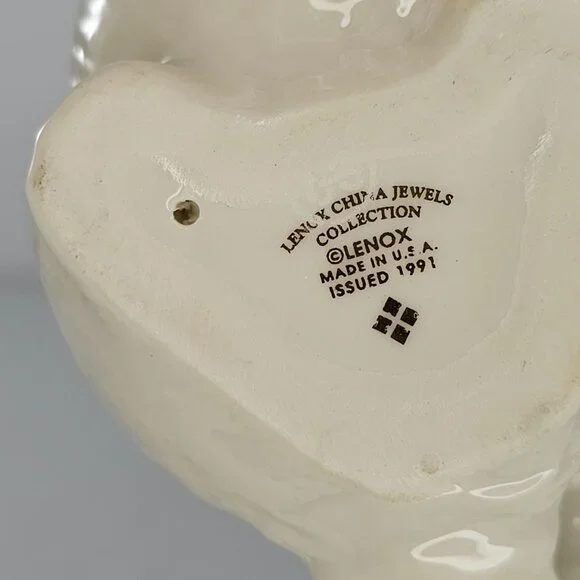 LENOX CHINA JEWELS
COLLECTION
©LENOX
MADE IN U.S.A.
ISSUED 1991